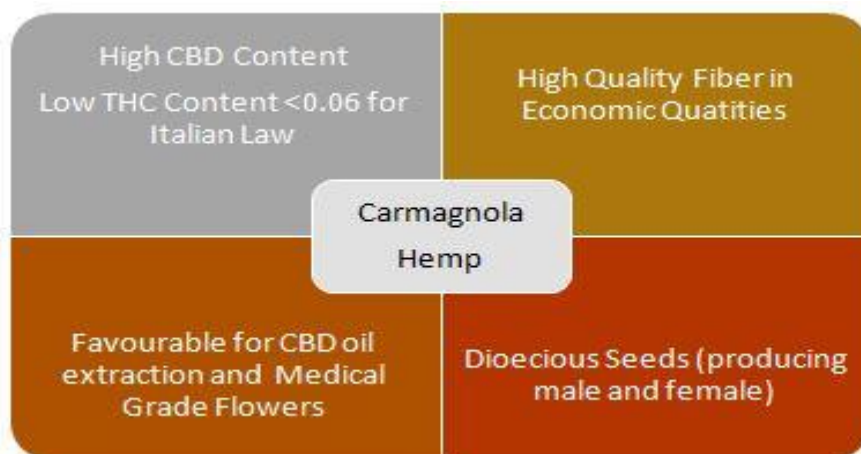 High CBD Content
Low THC Content <0.06 for
Italian Law
High Quality Fiber in
Economic Quatities
Carmagnola
Hemp
Favourable for CBD oil
extraction and Medical
Grade Flowers
Dioecious Seeds (producing
male and female)